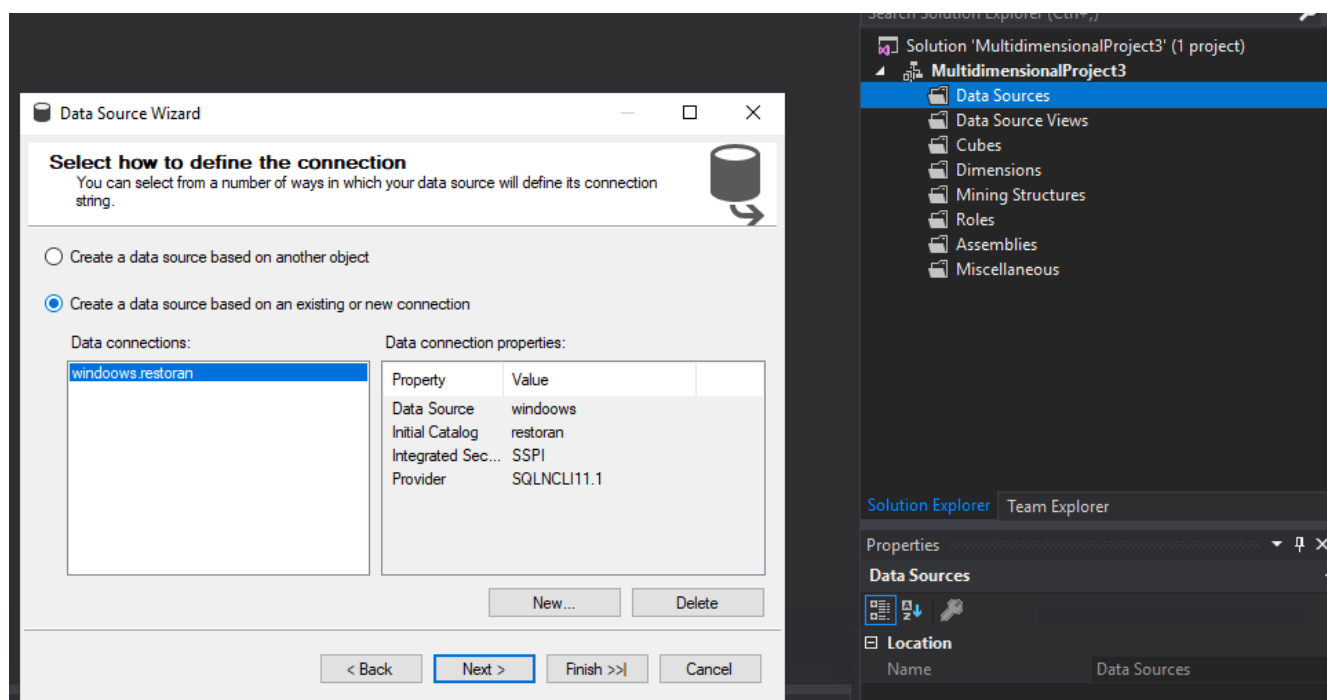 Search Solution Explorer (Ctrl+;)
Solution 'MultidimensionalProject3' (1 project)
MultidimensionalProject3
Data Sources
Data Source Views
Cubes
Dimensions
Mining Structures
Roles
Assemblies
Miscellaneous
Data Source Wizard
Select how to define the connection
You can select from a number of ways in which your data source will define its connection
string.
Create a data source based on another object
Create a data source based on an existing or new connection
Data connections:
windoows.restoran
Data connection properties:
Property Value
Data Source windoows
Initial Catalog restoran
Integrated Sec... SSPI
Provider SQLNCLI11.1
New... Delete
< Back Next > Finish >>| Cancel
Solution Explorer Team Explorer
Properties
Data Sources
Location
Name Data Sources